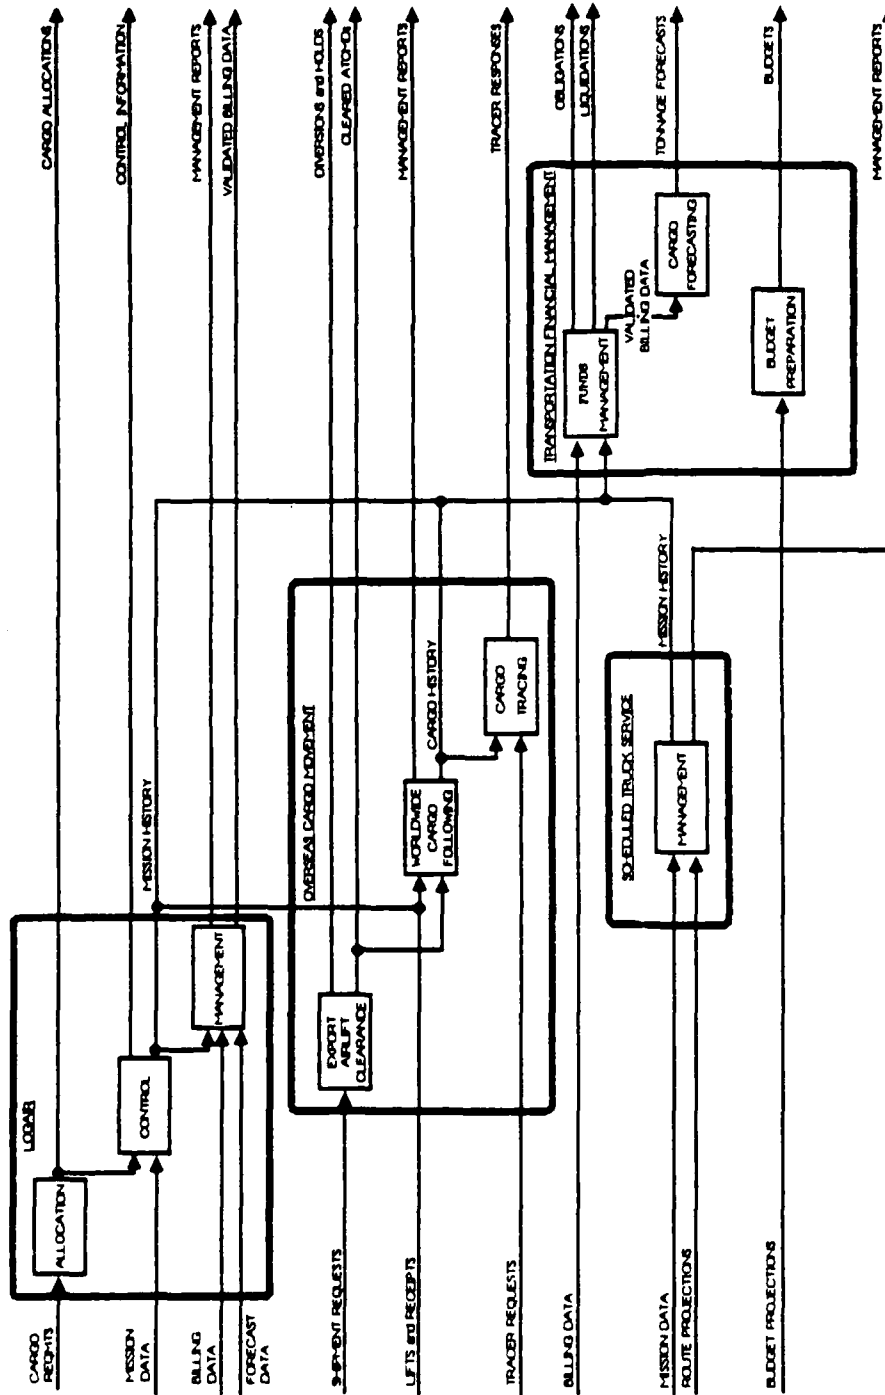 CARGO
REQMTS
MISSION
DATA
BILLING
DATA
FORECAST
DATA
LOGAIR
ALLOCATION
CONTROL
MANAGEMENT
MISSION HISTORY
CARGO ALLOCATIONS
CONTROL INFORMATION
MANAGEMENT REPORTS
VALIDATED BILLING DATA
SHIPMENT REQUESTS
LIFTS and RECEIPTS
TRACER REQUESTS
OVERSEAS CARGO MOVEMENT
EXPORT
AIRLIFT
CLEARANCE
WORLDWIDE
CARGO
FOLLOWING
CARGO HISTORY
CARGO
TRACING
DIVERSIONS and HOLDS
CLEARED ATCMDs
MANAGEMENT REPORTS
TRACER RESPONSES
BILLING DATA
MISSION DATA
ROUTE PROJECTIONS
BUDGET PROJECTIONS
SCHEDULED TRUCK SERVICE
MANAGEMENT
MISSION HISTORY
TRANSPORTATION FINANCIAL MANAGEMENT
FUNDS
MANAGEMENT
VALIDATED
BILLING DATA
CARGO
FORECASTING
BUDGET
PREPARATION
OBLIGATIONS
LIQUIDATIONS
TONNAGE FORECASTS
BUDGETS
MANAGEMENT REPORTS